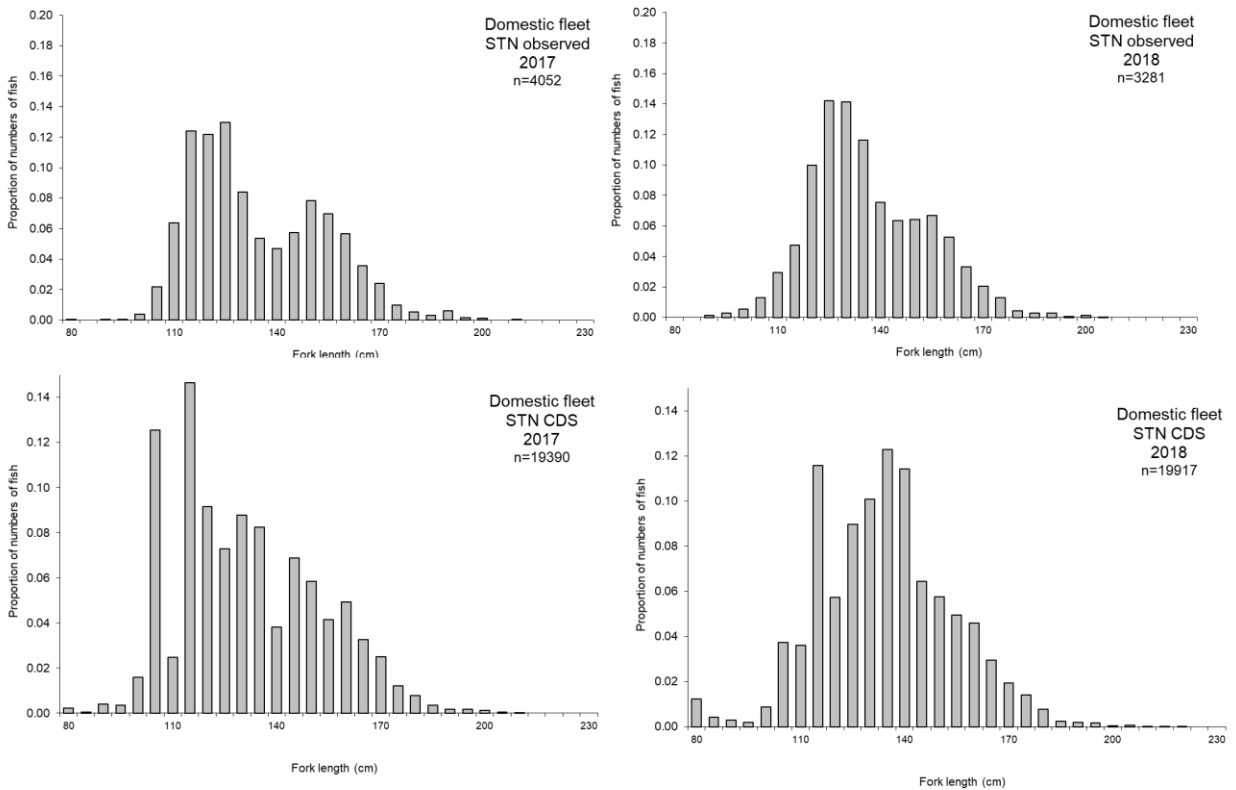 0.20
0.18
0.16
0.14
0.12
0.10
0.08
0.06
0.04
0.02
0.00
Proportion of numbers of fish
80 110 140 170 200 230
Fork length (cm)
Domestic fleet
STN observed
2017
n=4052
0.20
0.18
0.16
0.14
0.12
0.10
0.08
0.06
0.04
0.02
0.00
Proportion of numbers of fish
80 110 140 170 200 230
Fork length (cm)
Domestic fleet
STN observed
2018
n=3281
0.14
0.12
0.10
0.08
0.06
0.04
0.02
0.00
Proportion of numbers of fish
80 110 140 170 200 230
Fork length (cm)
Domestic fleet
STN CDS
2017
n=19390
0.14
0.12
0.10
0.08
0.06
0.04
0.02
0.00
Proportion of numbers of fish
80 110 140 170 200 230
Fork length (cm)
Domestic fleet
STN CDS
2018
n=19917